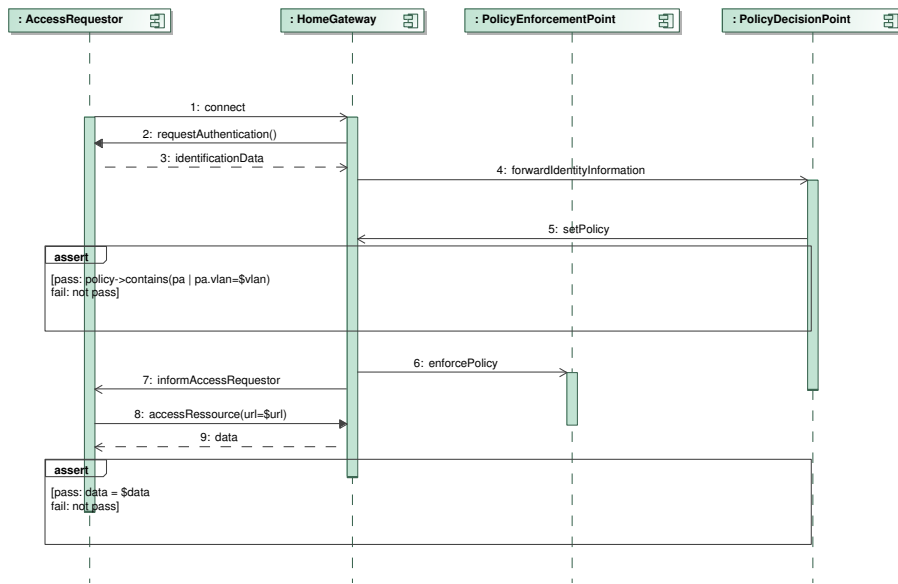 : AccessRequestor
: HomeGateway
: PolicyEnforcementPoint
: PolicyDecisionPoint
1: connect
2: requestAuthentication()
3: identificationData
4: forwardIdentityInformation
5: setPolicy
assert
[pass: policy->contains(pa | pa.vlan=$vlan)
fail: not pass]
6: enforcePolicy
7: informAccessRequestor
8: accessRessource(url=$url)
9: data
assert
[pass: data = $data
fail: not pass]